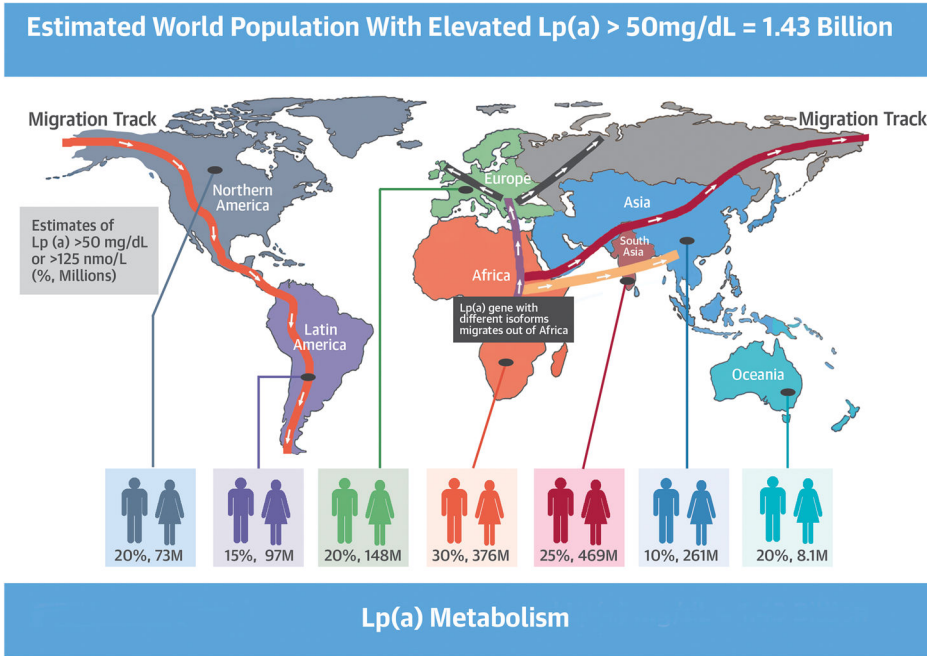 Estimated World Population With Elevated Lp(a) > 50mg/dL = 1.43 Billion
Migration Track
Migration Track
Northern
America
Europe
Asia
South
Asia
Africa
Estimates of
Lp (a) >50 mg/dL
or >125 nmo/L
(%, Millions)
Lp(a) gene with
different isoforms
migrates out of Africa
Latin
America
Oceania
20%, 73M
15%, 97M
20%, 148M
30%, 376M
25%, 469M
10%, 261M
20%, 8.1M
Lp(a) Metabolism